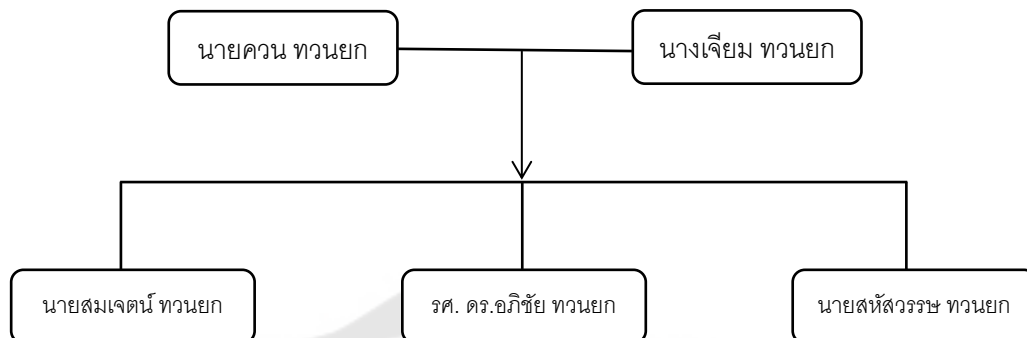 นายควน ทวนยก
นางเจียม ทวนยก
นายสมเจตน์ ทวนยก
รศ. ดร.อภิชัย ทวนยก
นายสหัสวรรษ ทวนยก